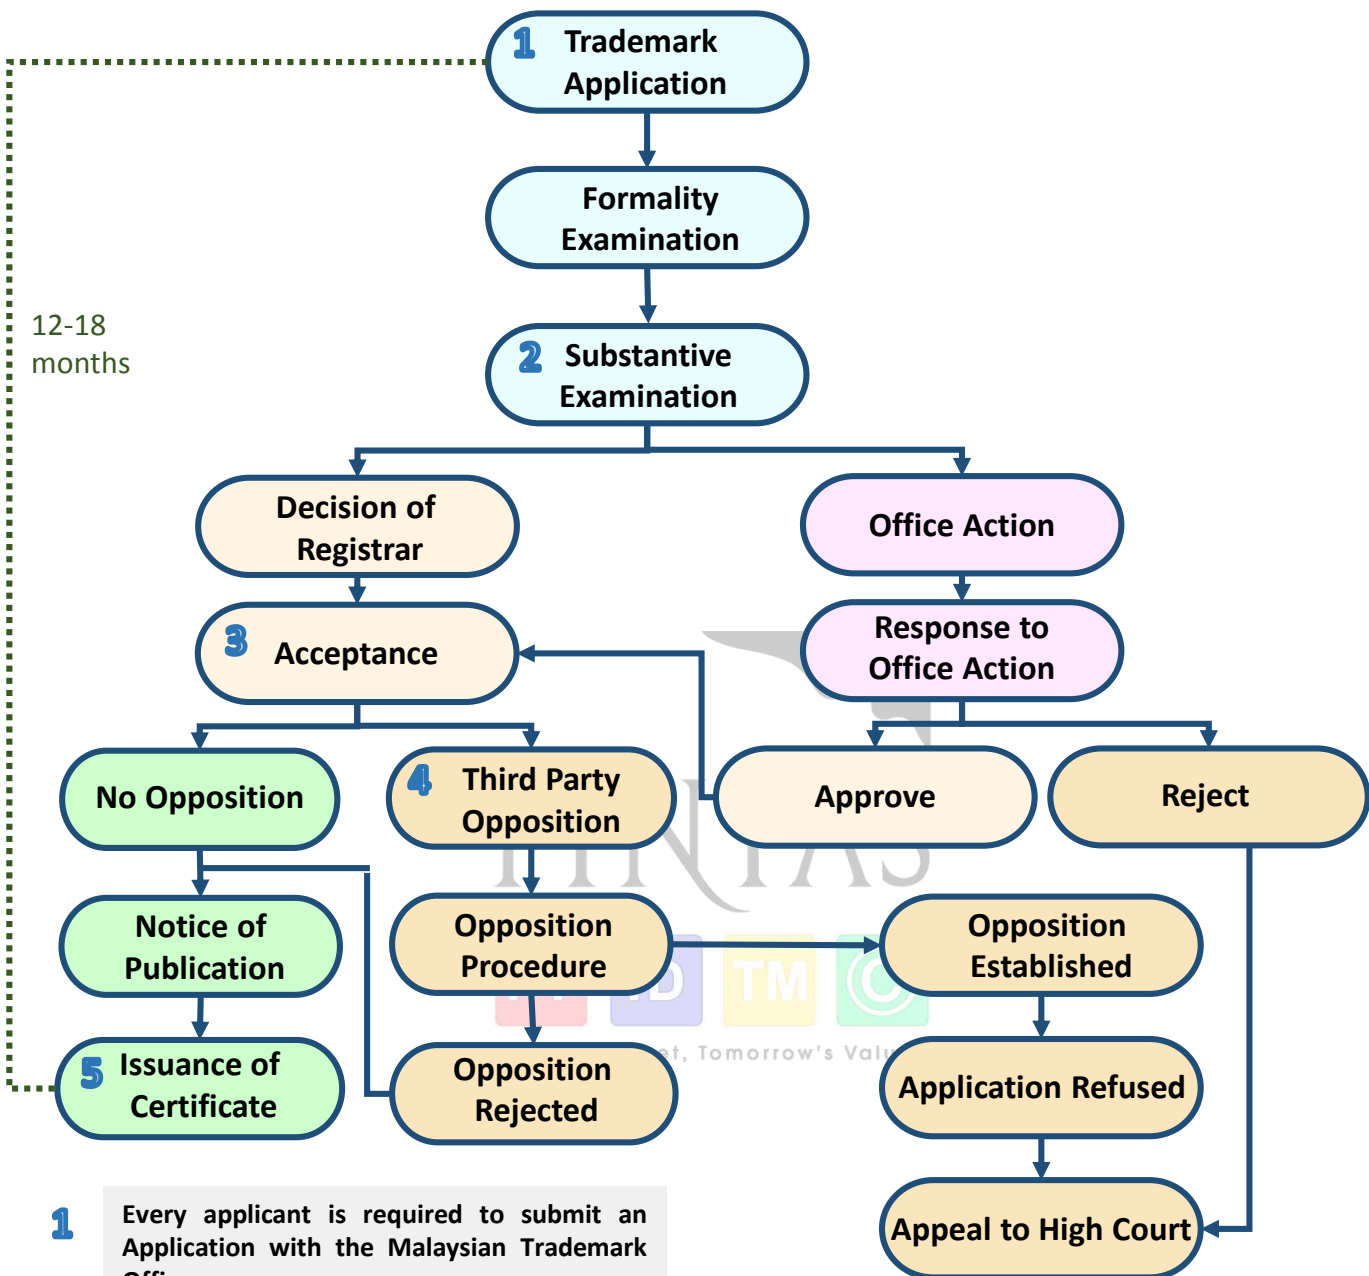 1 Trademark
Application
Formality
Examination
12-18
months
2 Substantive
Examination
Decision of
Registrar
Office Action
3 Acceptance
Response to
Office Action
No Opposition
4 Third Party
Opposition
Approve
Reject
Notice of
Publication
Opposition
Procedure
Opposition
Established
TM ©
Tomorrow's
5 Issuance of
Certificate
Opposition
Rejected
Application Refused
Appeal to High Court
1 Every applicant is required to submit an
Application with the Malaysian Trademark